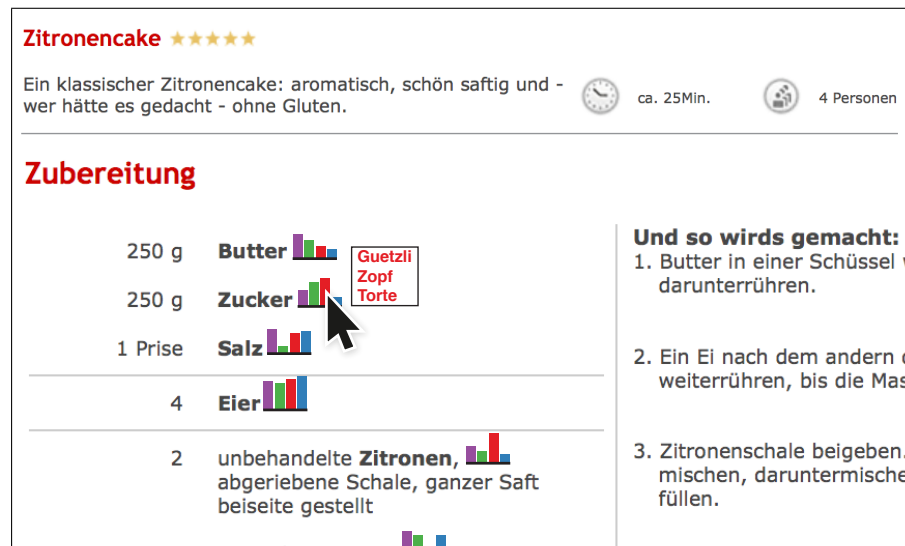 Zitronencake
Ein klassischer Zitronencake: aromatisch, schön saftig und -
wer hätte es gedacht - ohne Gluten.
ca. 25Min.
4 Personen
Zubereitung
250 g Butter
250 g Zucker
1 Prise Salz
4 Eier
2 unbehandelte Zitronen,
abgeriebene Schale, ganzer Saft
beiseite gestellt
Guetzli
Zopf
Torte
Und so wirds gemacht:
1. Butter in einer Schüssel
darunterrühren.
2. Ein Ei nach dem andern
weiterrühren, bis die
3. Zitronenschale beigeben.
mischen,
füllen.